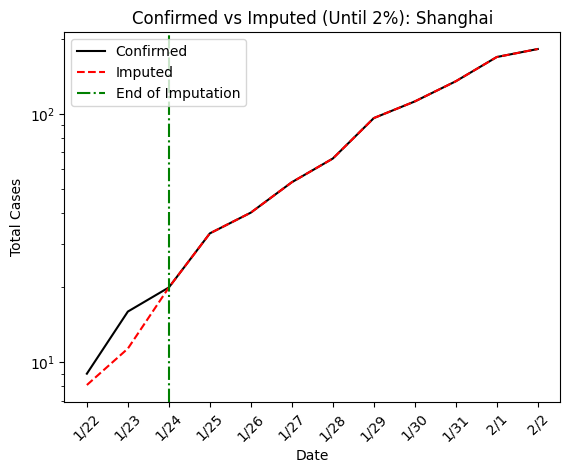 Confirmed vs Imputed (Until 2%): Shanghai
Confirmed
Imputed
End of Imputation
Total Cases
10²
10¹
1/22
1/23
1/24
1/25
1/26
1/27
1/28
1/29
1/30
1/31
2/1
2/2
Date